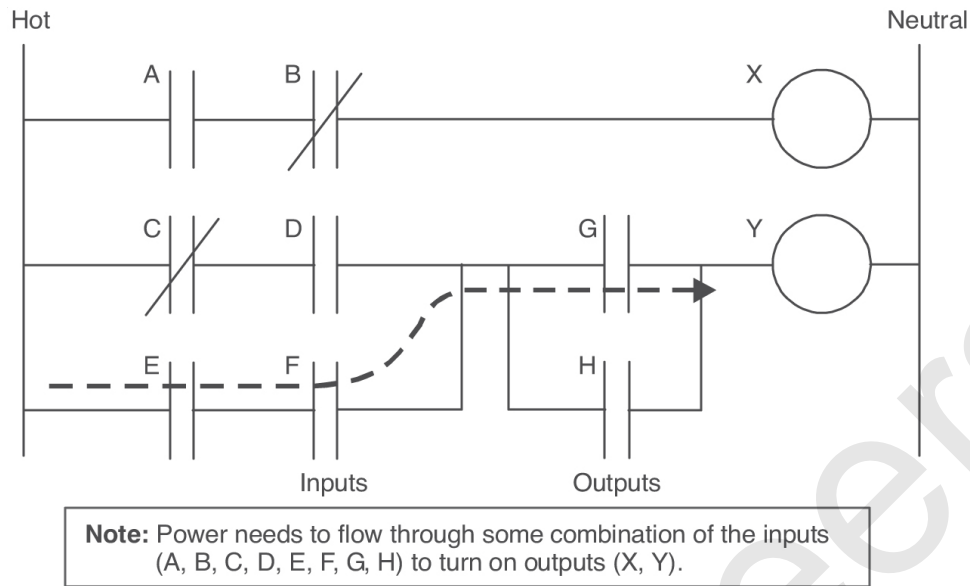 Hot
Neutral
A
B
X
C
D
G
Y
E
F
H
Inputs
Outputs
Note: Power needs to flow through some combination of the inputs
(A, B, C, D, E, F, G, H) to turn on outputs (X, Y).